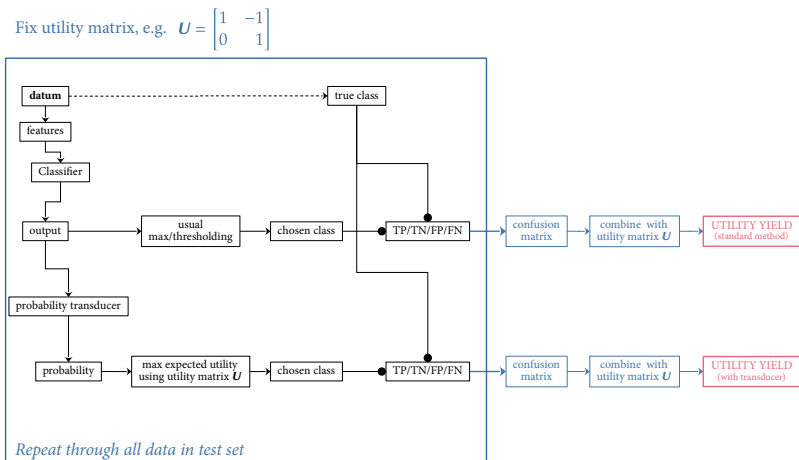 Fix utility matrix, e.g. U = [1 −1
0 1]
datum
true class
features
Classifier
output
usual
max/thresholding
chosen class
TP/TN/FP/FN
confusion
matrix
combine with
utility matrix U
UTILITY YIELD
(standard method)
probability transducer
probability
max expected utility
using utility matrix U
chosen class
TP/TN/FP/FN
confusion
matrix
combine with
utility matrix U
UTILITY YIELD
(with transducer)
Repeat through all data in test set